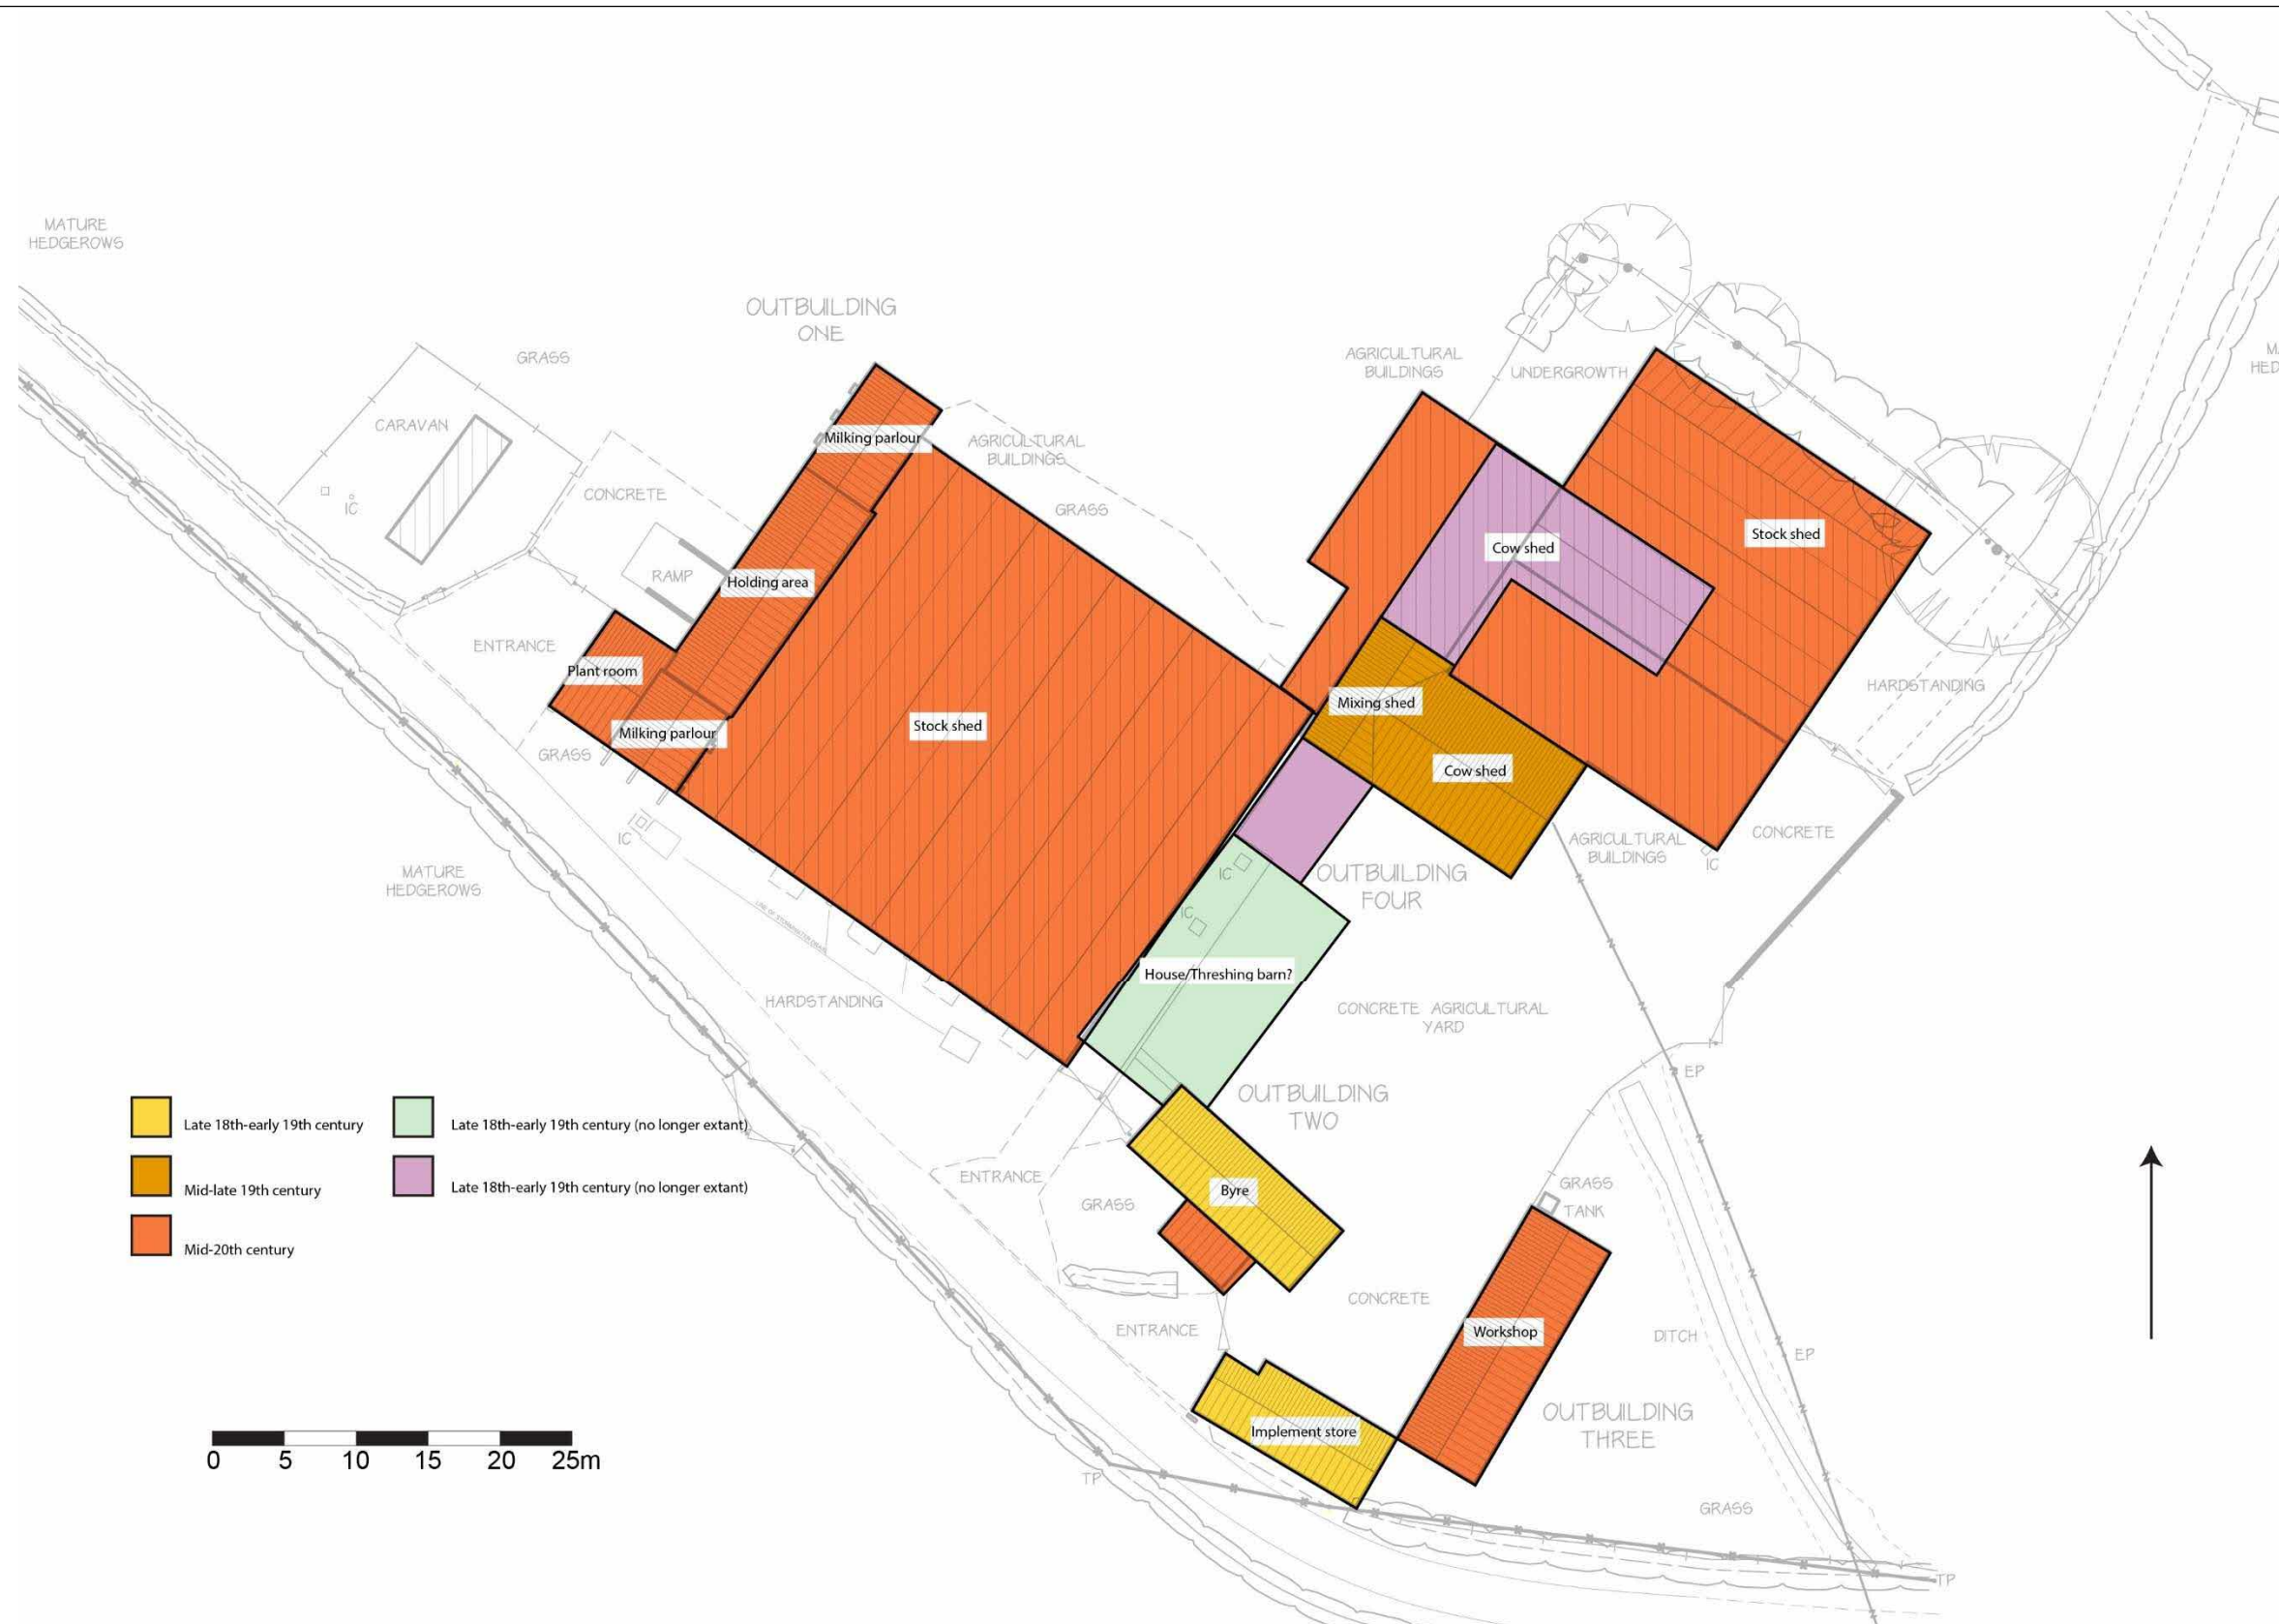 MATURE
HEDGEROWS
OUTBUILDING
ONE
GRASS
CARAVAN
IC
CONCRETE
RAMP
ENTRANCE
Milking parlour
AGRICULTURAL
BUILDINGS
GRASS
Holding area
Plant room
Milking parlour
GRASS
Stock shed
IC
AGRICULTURAL
BUILDINGS
UNDERGROWTH
Cow shed
Stock shed
Mixing shed
Cow shed
HARDSTANDING
AGRICULTURAL
BUILDINGS
IC
CONCRETE
MATURE
HEDGEROWS
LINE OF STORMWATER DRAIN
HARDSTANDING
IC
IC
OUTBUILDING
FOUR
House/Threshing barn?
CONCRETE AGRICULTURAL
YARD
EP
OUTBUILDING
TWO
ENTRANCE
GRASS
Byre
GRASS
TANK
CONCRETE
ENTRANCE
Workshop
DITCH
EP
Implement store
OUTBUILDING
THREE
TP
GRASS
TP
Late 18th-early 19th century
Mid-late 19th century
Mid-20th century
Late 18th-early 19th century (no longer extant)
Late 18th-early 19th century (no longer extant)
0 5 10 15 20 25m